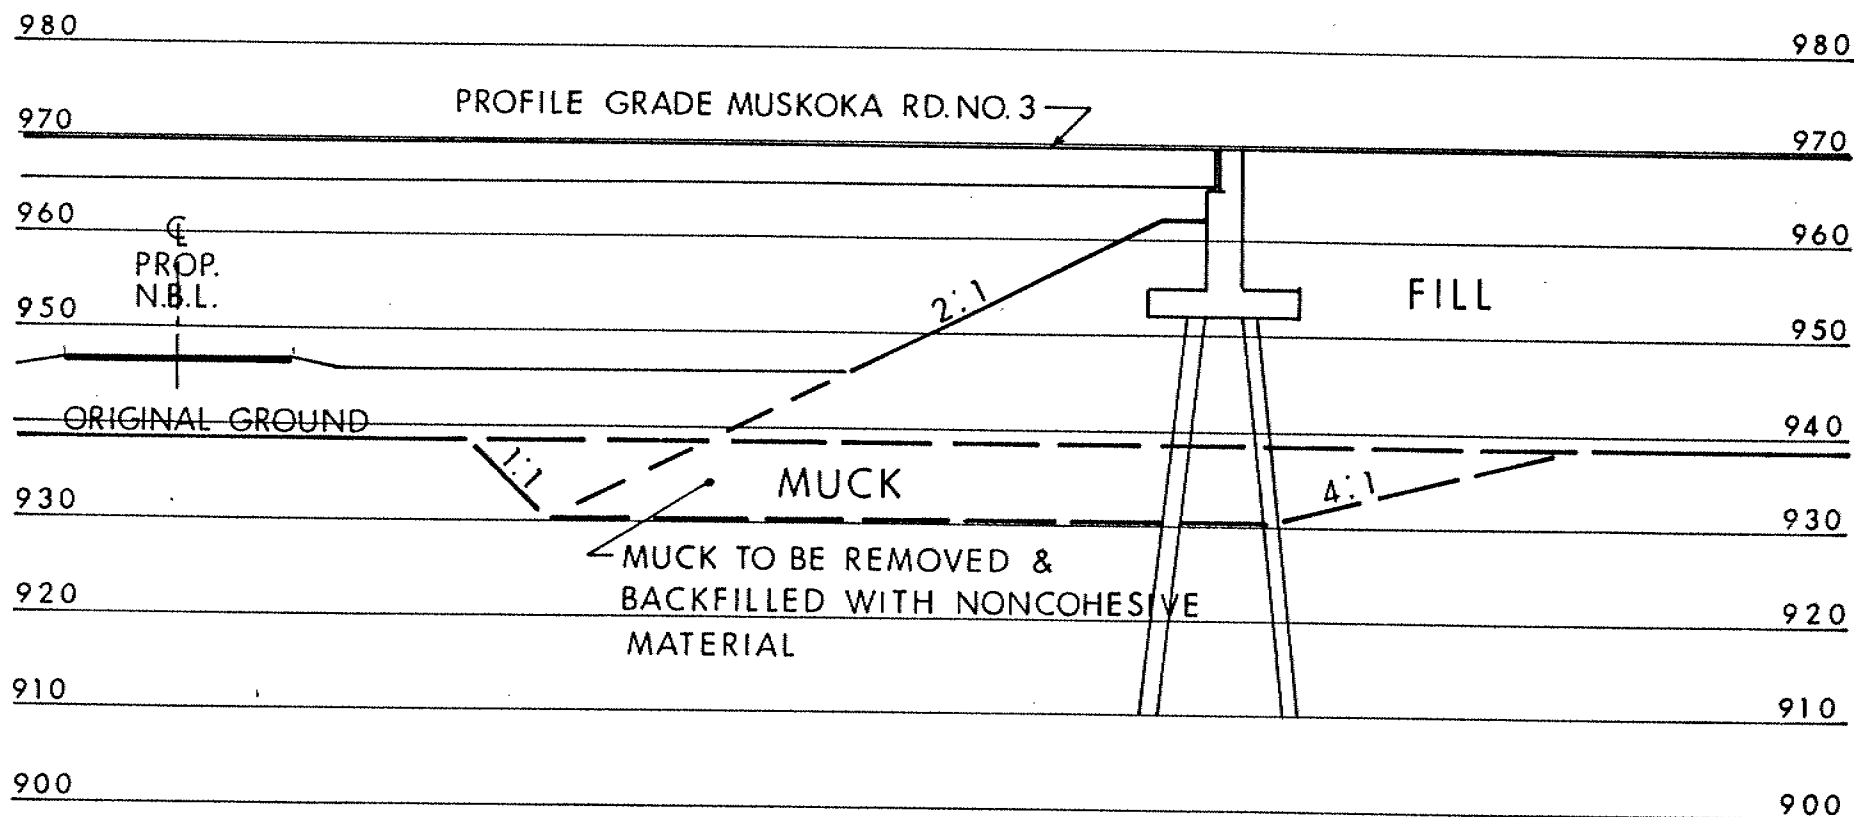 980
980
PROFILE GRADE MUSKOKA RD. NO. 3
970
970
960
960
℄
PROP.
N.B.L.
2:1
FILL
950
950
ORIGINAL GROUND
940
1:1
MUCK
4:1
930
930
MUCK TO BE REMOVED &
BACKFILLED WITH NONCOHESIVE
MATERIAL
920
920
910
910
900
900